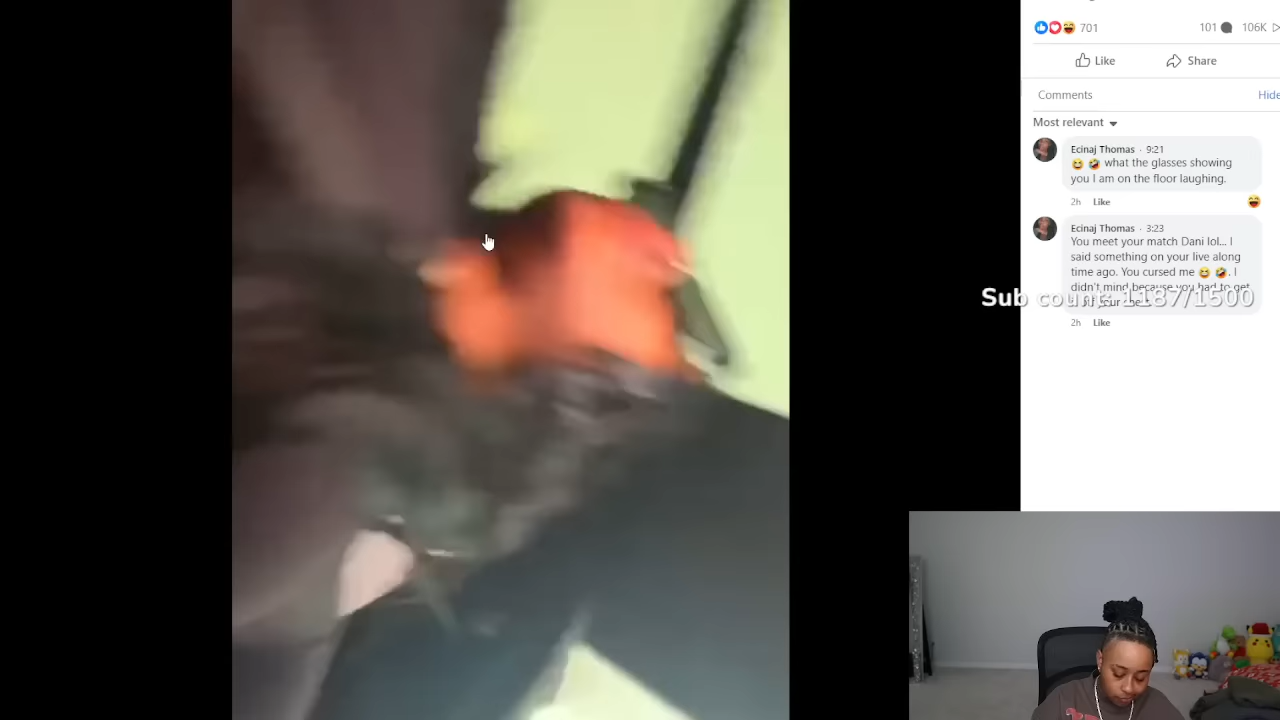 701
101
106K
Like
Share
Comments
Hide
Most relevant
Ecinaj Thomas · 9:21
😂 🤣 what the glasses showing
you I am on the floor laughing.
2h Like
Ecinaj Thomas · 3:23
You meet your match Dani lol... I
said something on your live along
time ago. You cursed me 😂 🤣. I
didn't mind because you had to get
Sub count: 1187/1500
2h Like